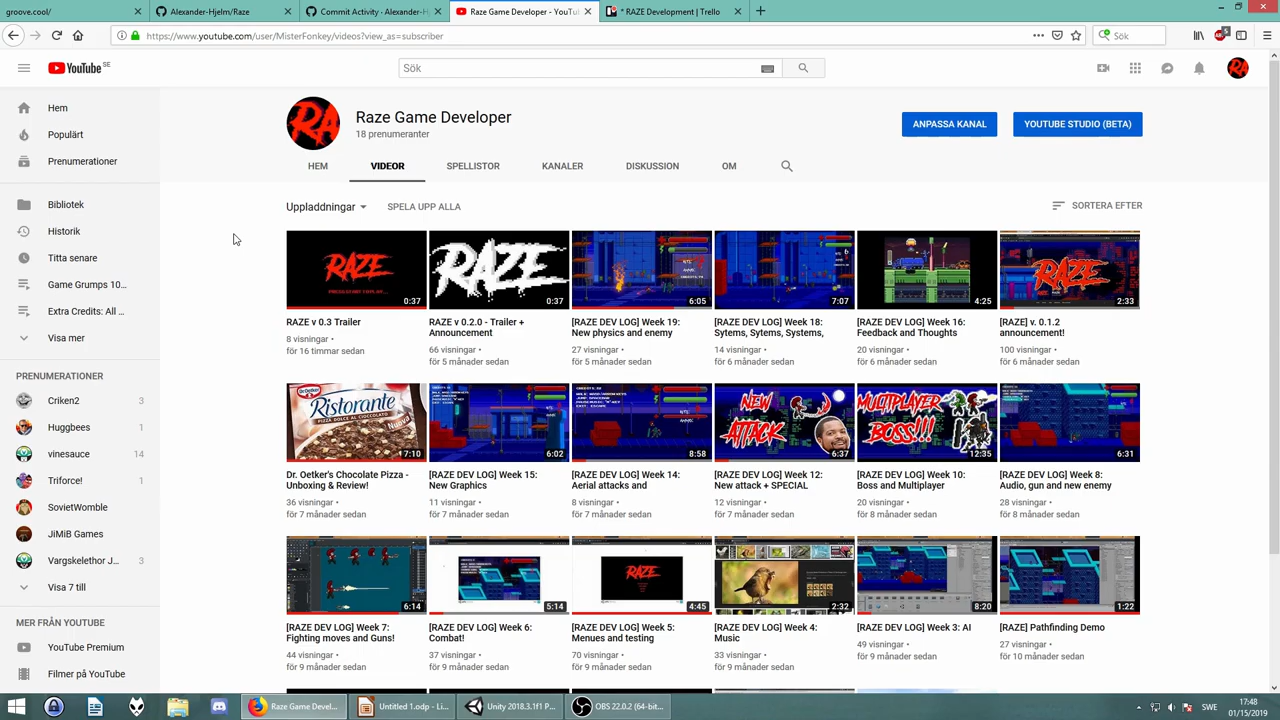 groove.cool/
Alexander-Hjelm/Raze
Commit Activity · Alexander-Hj
Raze Game Developer - YouTu
* RAZE Development | Trello
https://www.youtube.com/user/MisterFonkey/videos?view_as=subscriber
Sök
YouTube SE
Sök
Hem
Populärt
Prenumerationer
Bibliotek
Historik
Titta senare
Game Grumps 10...
Extra Credits: All ...
Visa mer
PRENUMERATIONER
Criken2 3
Huggbees 1
vinesauce 14
Triforce! 1
SovietWomble
JiMiB Games
Vargskelethor J... 3
Visa 7 till
MER FRÅN YOUTUBE
YouTube Premium
Filmer på YouTube
Raze Game Developer
18 prenumeranter
ANPASSA KANAL
YOUTUBE STUDIO (BETA)
HEM
VIDEOR
SPELLISTOR
KANALER
DISKUSSION
OM
Uppladdningar
SPELA UPP ALLA
SORTERA EFTER
RAZE
0:37
RAZE v 0.3 Trailer
8 visningar •
för 16 timmar sedan
RAZE
0:37
RAZE v 0.2.0 - Trailer +
Announcement
66 visningar •
för 5 månader sedan
6:05
[RAZE DEV LOG] Week 19:
New physics and enemy
27 visningar •
för 5 månader sedan
7:07
[RAZE DEV LOG] Week 18:
Sytems, Sytems, Systems,
14 visningar •
för 6 månader sedan
4:25
[RAZE DEV LOG] Week 16:
Feedback and Thoughts
20 visningar •
för 6 månader sedan
RAZE
2:33
[RAZE] v. 0.1.2
announcement!
100 visningar •
för 6 månader sedan
Dr.Oetker
Ristorante
PIZZA DOLCE AL CIOCCOLATO
17:10
Dr. Oetker's Chocolate Pizza -
Unboxing & Review!
36 visningar •
för 7 månader sedan
6:02
[RAZE DEV LOG] Week 15:
New Graphics
11 visningar •
för 7 månader sedan
8:58
[RAZE DEV LOG] Week 14:
Aerial attacks and
8 visningar •
för 7 månader sedan
NEW
ATTACK
6:37
[RAZE DEV LOG] Week 12:
New attack + SPECIAL
12 visningar •
för 7 månader sedan
MULTIPLAYER
BOSS!!!
12:35
[RAZE DEV LOG] Week 10:
Boss and Multiplayer
20 visningar •
för 8 månader sedan
6:31
[RAZE DEV LOG] Week 8:
Audio, gun and new enemy
28 visningar •
för 8 månader sedan
6:14
[RAZE DEV LOG] Week 7:
Fighting moves and Guns!
44 visningar •
för 9 månader sedan
5:14
[RAZE DEV LOG] Week 6:
Combat!
37 visningar •
för 9 månader sedan
RAZE
4:45
[RAZE DEV LOG] Week 5:
Menues and testing
70 visningar •
för 9 månader sedan
2:32
[RAZE DEV LOG] Week 4:
Music
33 visningar •
för 9 månader sedan
8:20
[RAZE DEV LOG] Week 3: AI
49 visningar •
för 9 månader sedan
1:22
[RAZE] Pathfinding Demo
27 visningar •
för 10 månader sedan
Raze Game Devel...
Untitled 1.odp - Li...
Unity 2018.3.1f1 P...
OBS 22.0.2 (64-bit...
SWE
17:48
01/15/2019